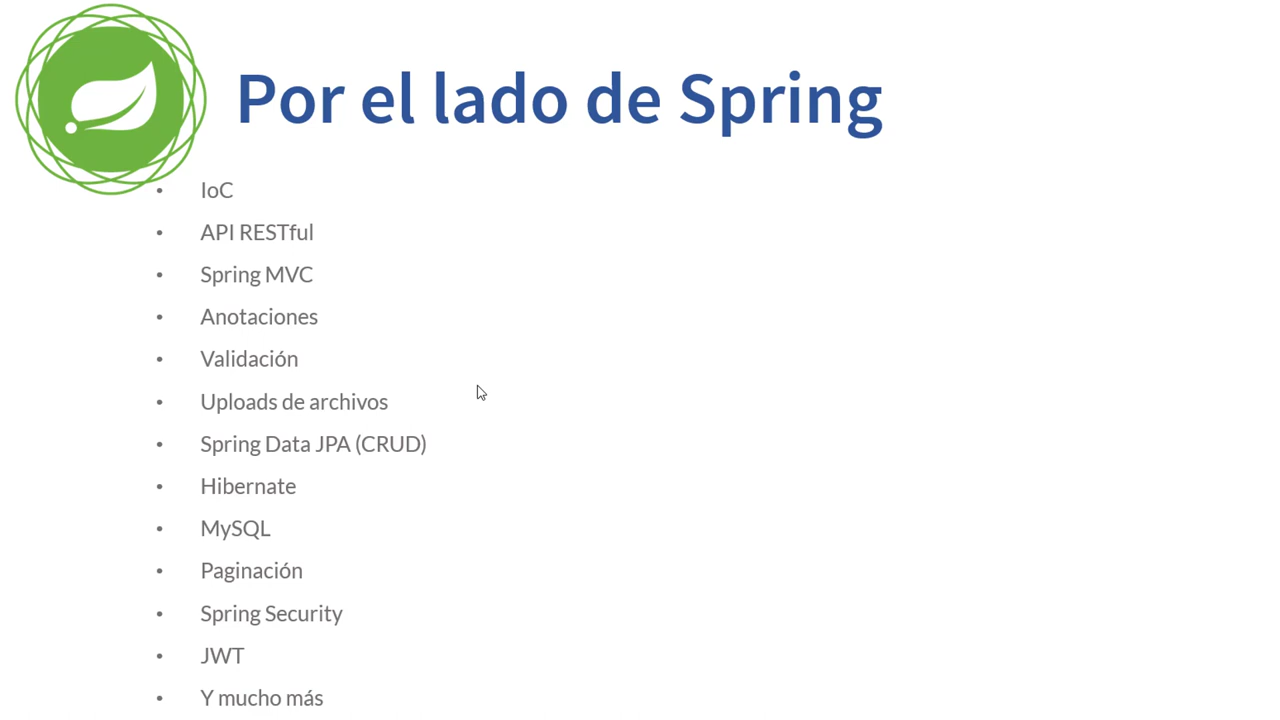 Por el lado de Spring
• IoC
• API RESTful
• Spring MVC
• Anotaciones
• Validación
• Uploads de archivos
• Spring Data JPA (CRUD)
• Hibernate
• MySQL
• Paginación
• Spring Security
• JWT
• Y mucho más